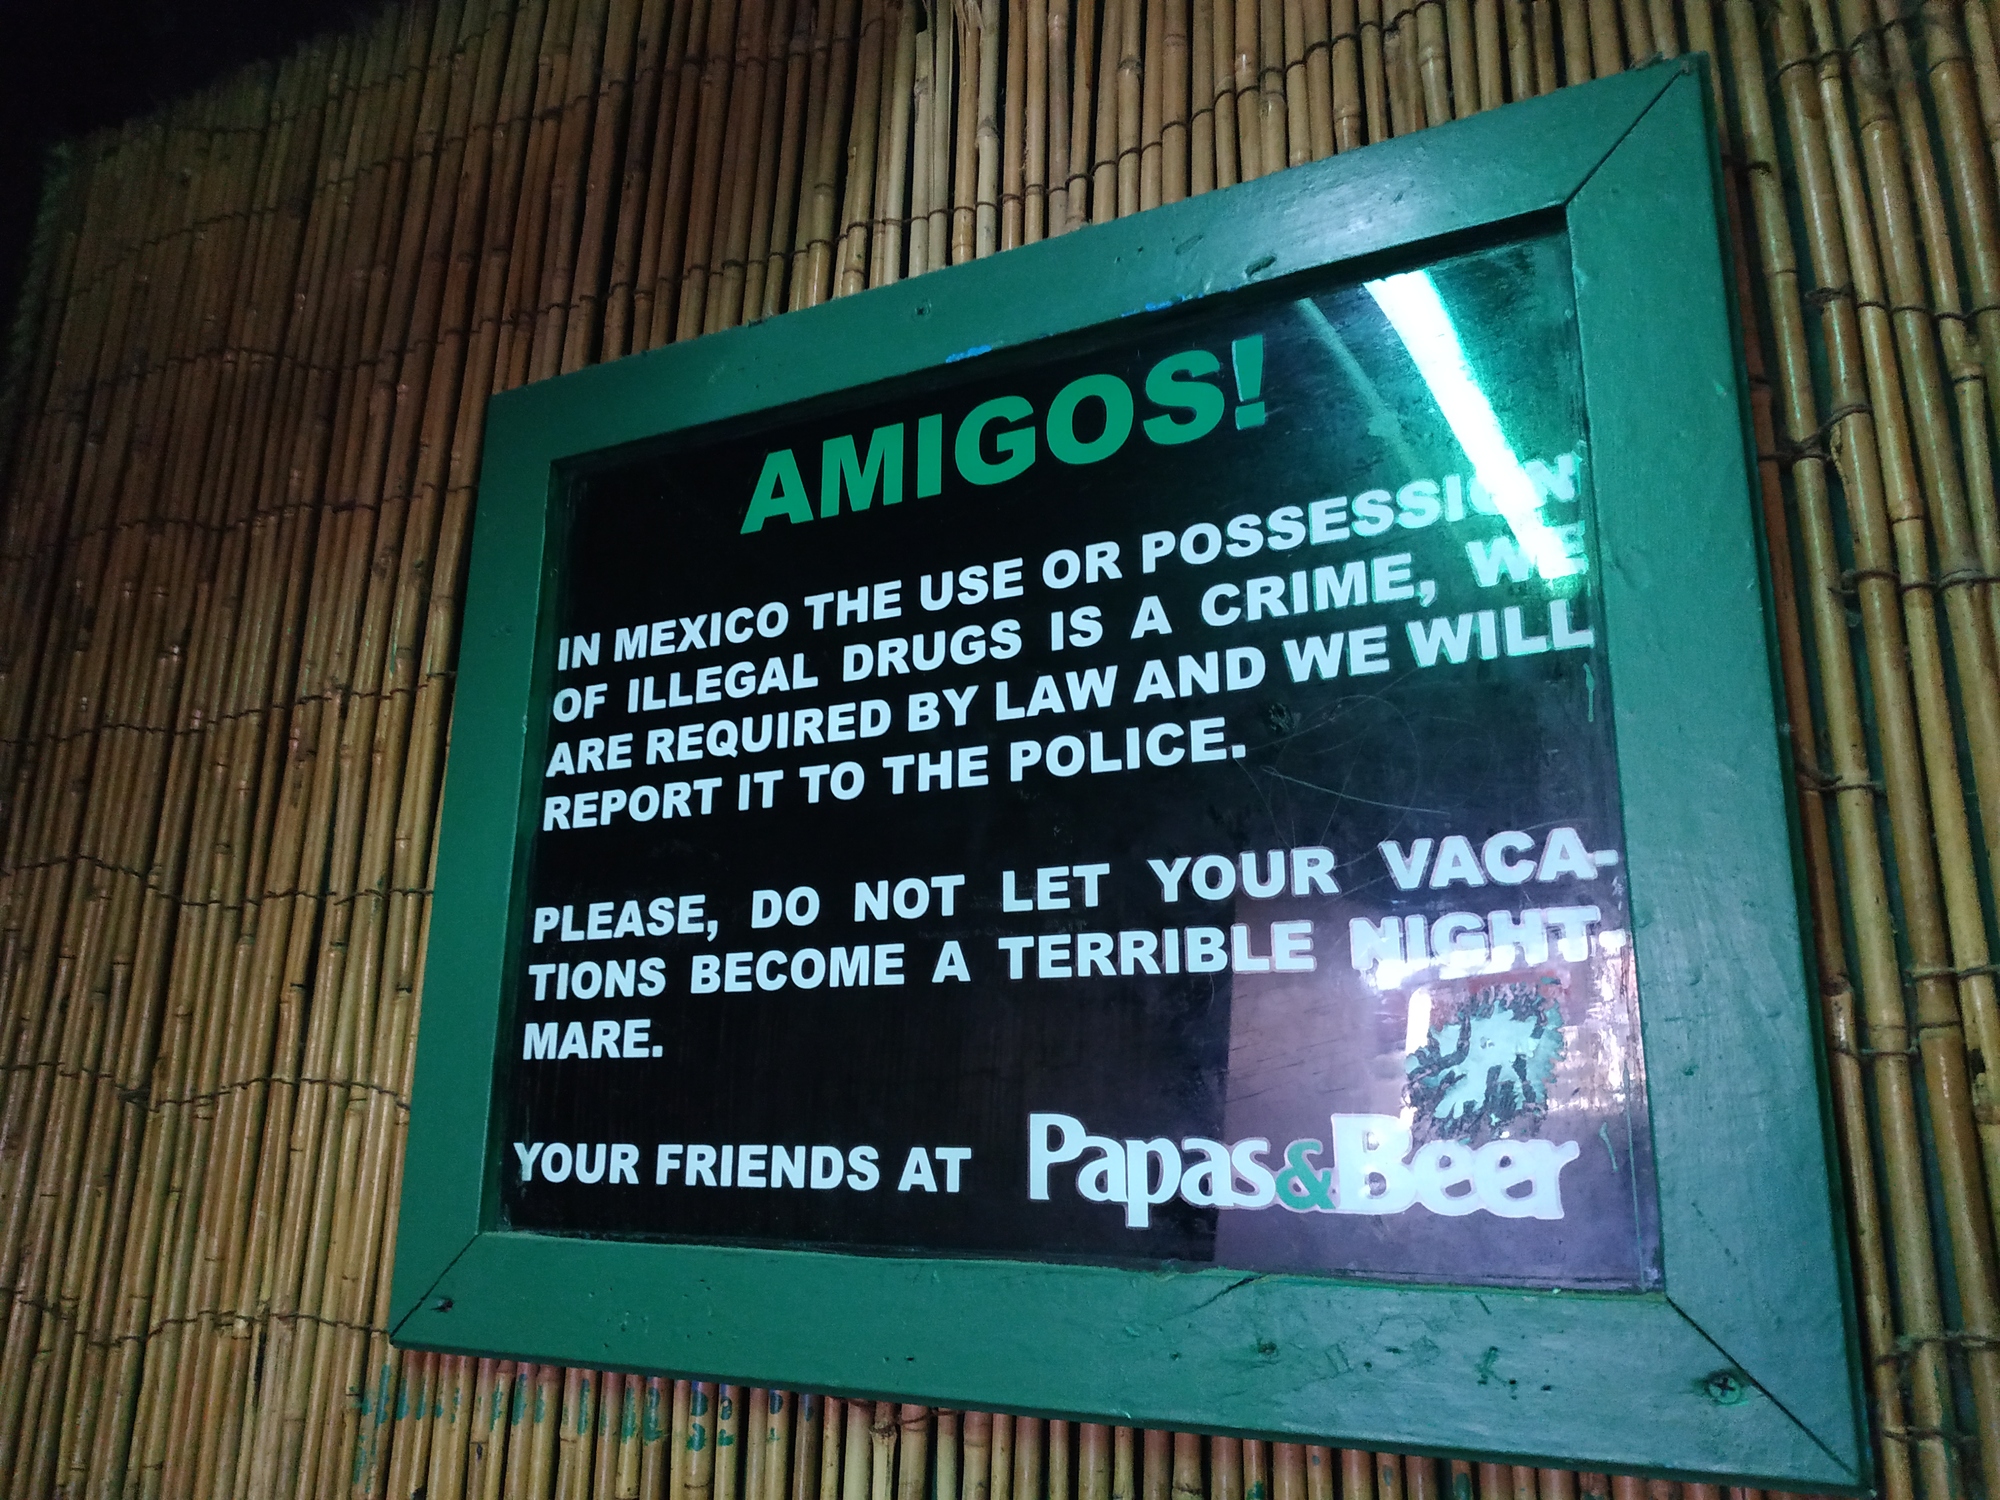 AMIGOS!
IN MEXICO THE USE OR POSSESSION
OF ILLEGAL DRUGS IS A CRIME, WE
ARE REQUIRED BY LAW AND WE WILL
REPORT IT TO THE POLICE.
PLEASE, DO NOT LET YOUR VACA-
TIONS BECOME A TERRIBLE NIGHT-
MARE.
YOUR FRIENDS AT Papas&Beer